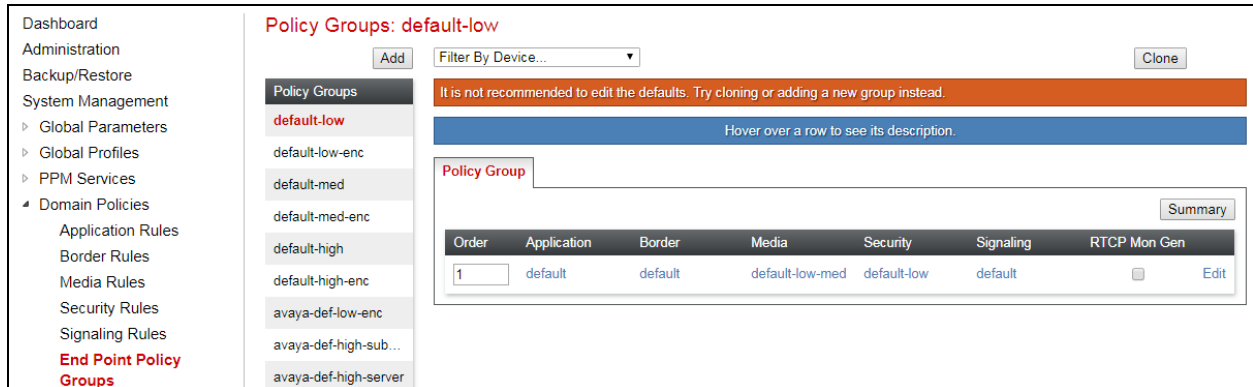 Dashboard
Administration
Backup/Restore
System Management
Global Parameters
Global Profiles
PPM Services
Domain Policies
Application Rules
Border Rules
Media Rules
Security Rules
Signaling Rules
End Point Policy
Groups
Policy Groups: default-low
Add
Filter By Device...
Clone
Policy Groups
default-low
default-low-enc
default-med
default-med-enc
default-high
default-high-enc
avaya-def-low-enc
avaya-def-high-sub...
avaya-def-high-server
It is not recommended to edit the defaults. Try cloning or adding a new group instead.
Hover over a row to see its description.
Policy Group
Summary
Order Application Border Media Security Signaling RTCP Mon Gen
1 default default default-low-med default-low default Edit